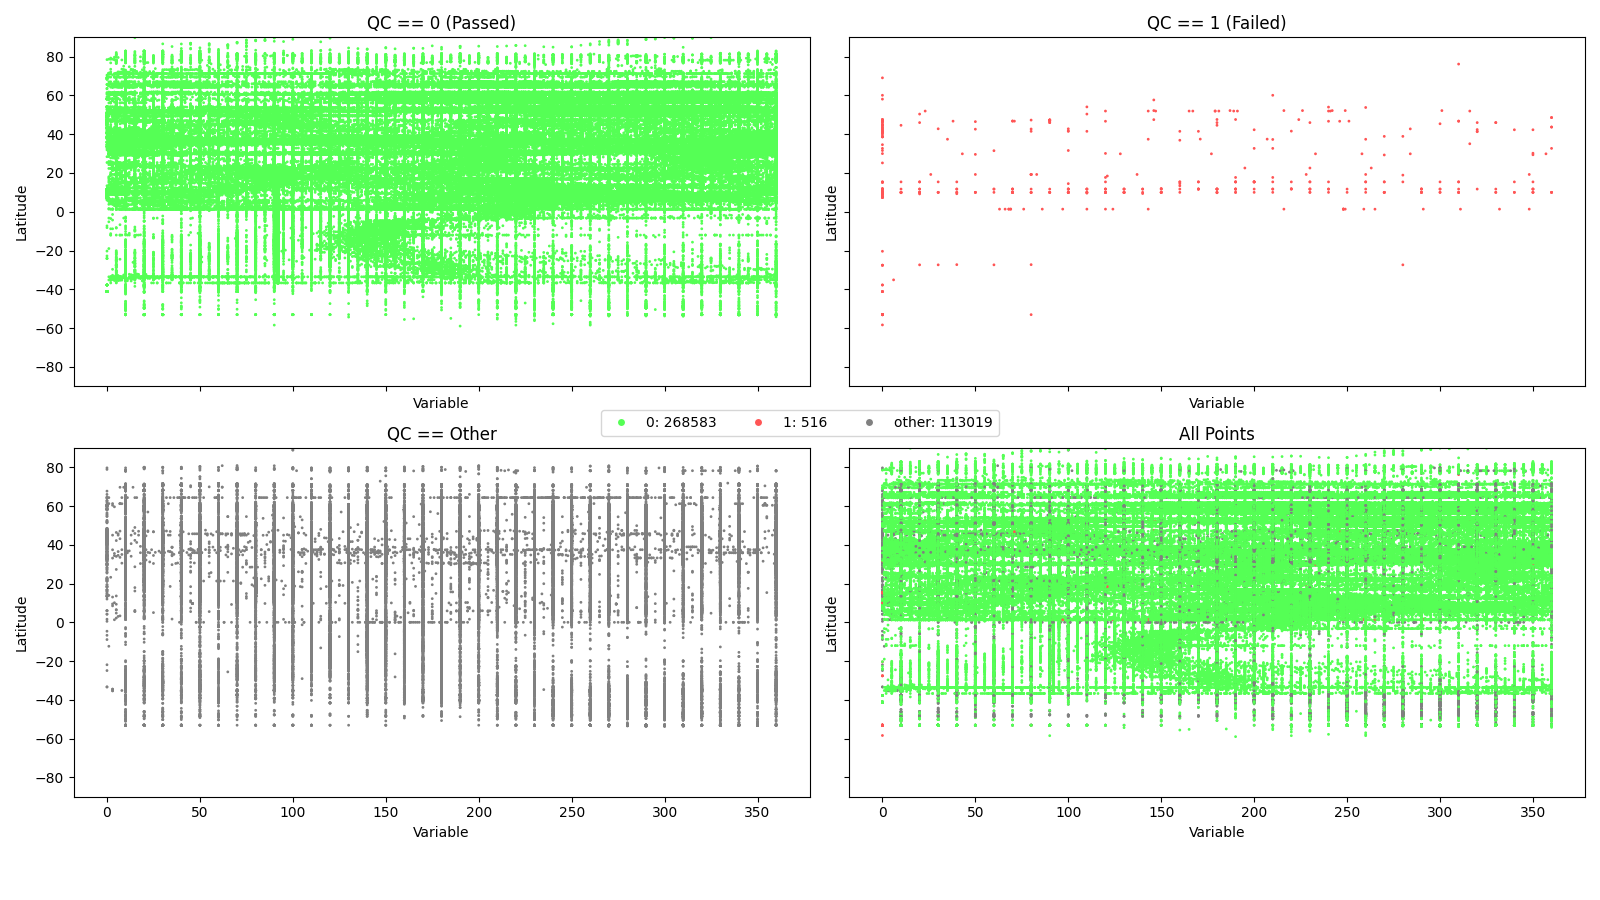 QC == 0 (Passed)
QC == 1 (Failed)
80
60
40
20
0
−20
−40
−60
−80
Latitude
Latitude
Variable
Variable
0: 268583 1: 516 other: 113019
QC == Other
All Points
80
60
40
20
0
−20
−40
−60
−80
Latitude
Latitude
0 50 100 150 200 250 300 350
0 50 100 150 200 250 300 350
Variable
Variable